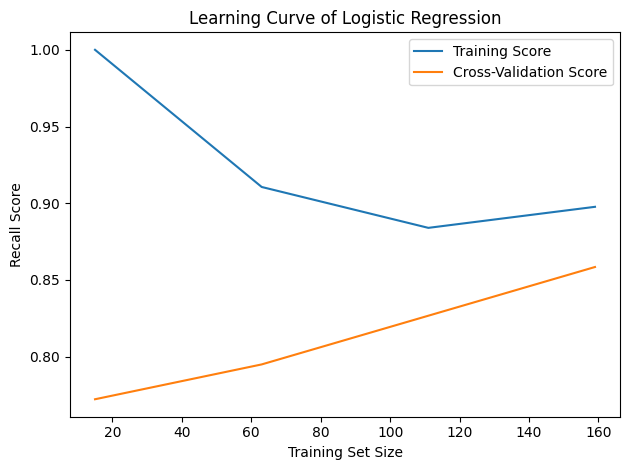 Learning Curve of Logistic Regression
Training Score
Cross-Validation Score
1.00
0.95
0.90
0.85
0.80
Recall Score
20 40 60 80 100 120 140 160
Training Set Size